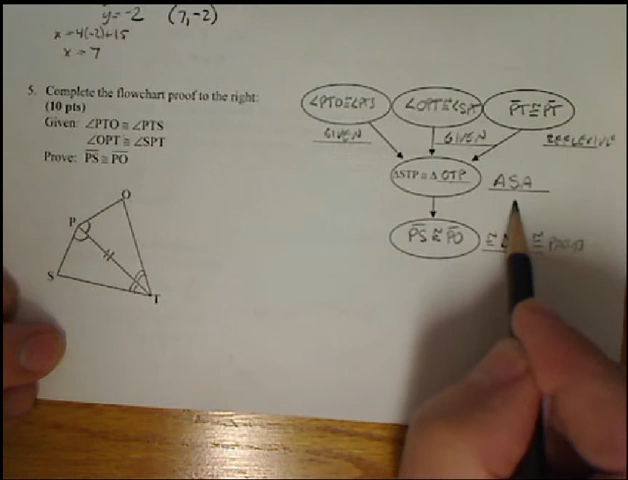 y=-2 (7,-2)
x=4(-2)+15
x=7
5. Complete the flowchart proof to the right:
(10 pts)
Given: ∠PTO ≅ ∠PTS
∠OPT ≅ ∠SPT
Prove: PS ≅ PO
∠PTO≅∠PTS ∠OPT≅∠SPT PT≅PT
GIVEN GIVEN REFLEXIVE
ΔSTP ≅ Δ OTP ASA
PS ≅ PO ≅
O
P
S
T